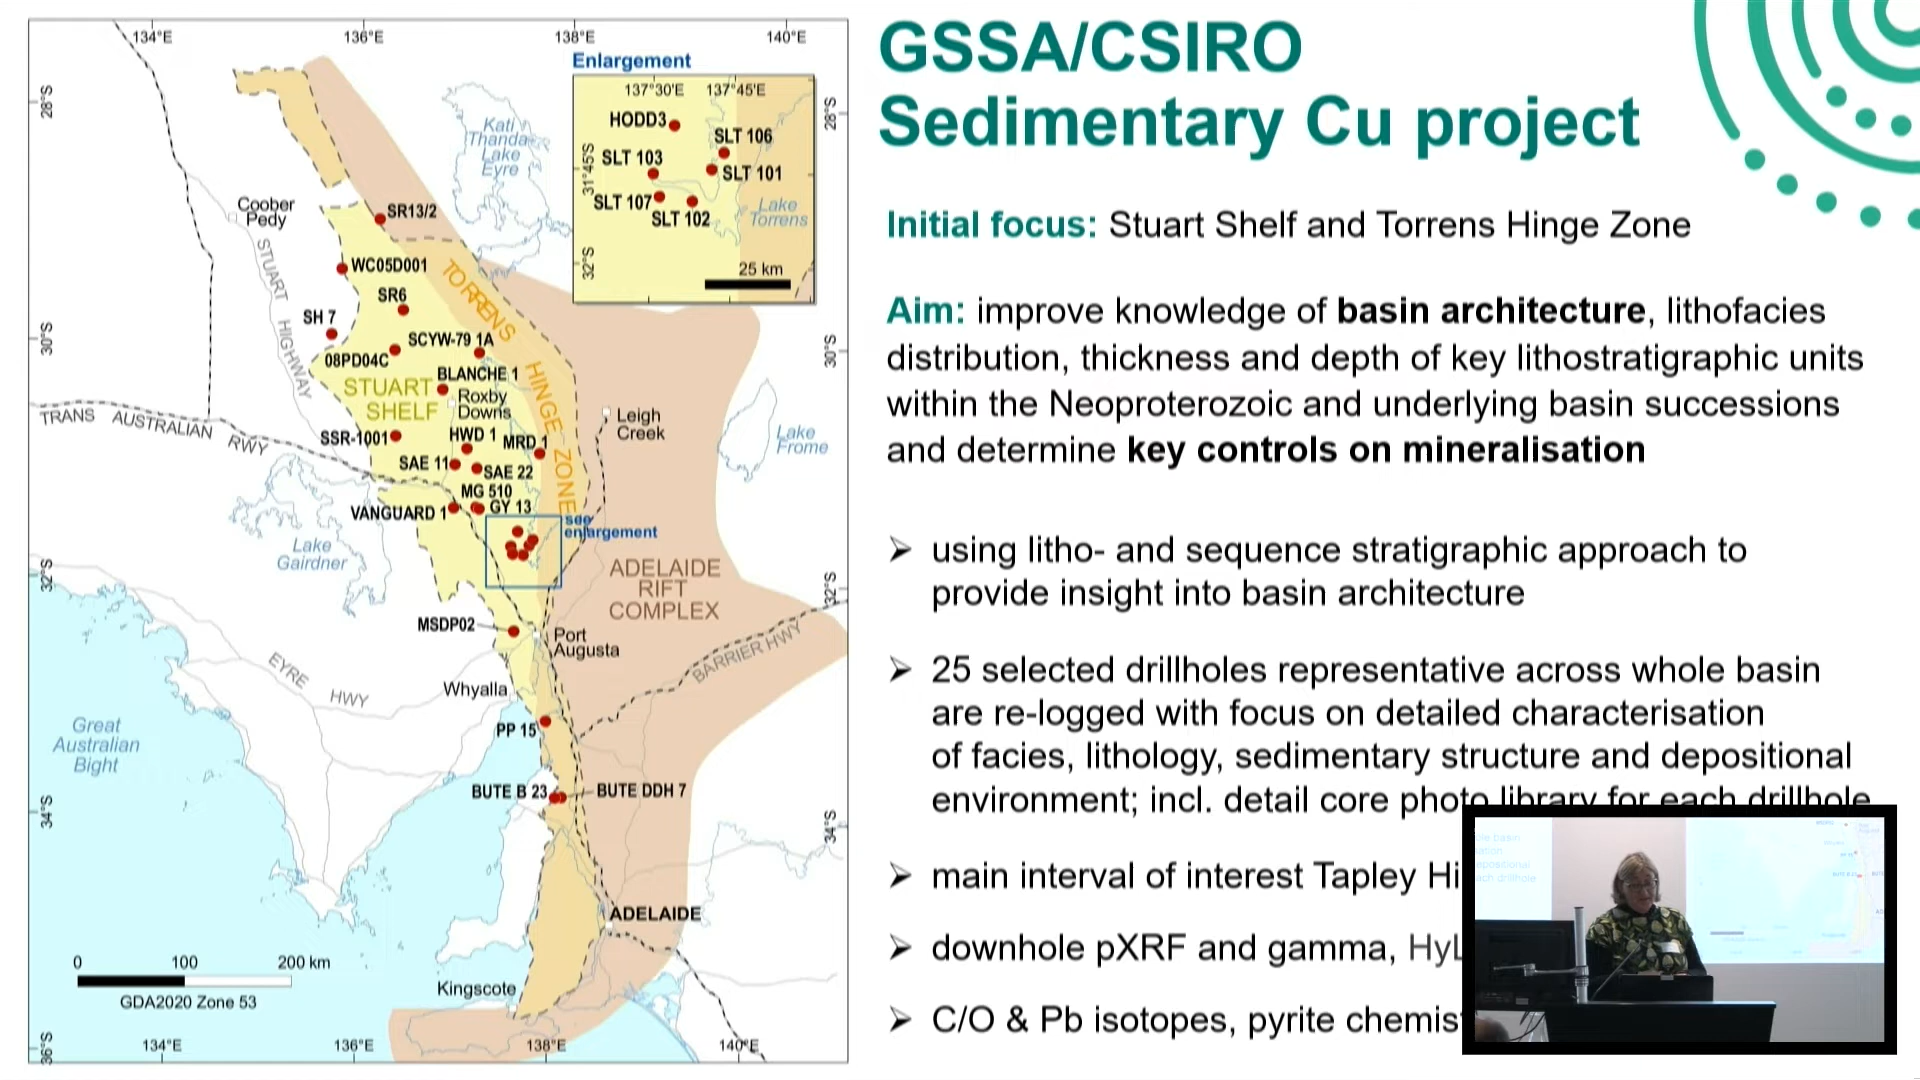 GSSA/CSIRO
Sedimentary Cu project
Initial focus: Stuart Shelf and Torrens Hinge Zone
Aim: improve knowledge of basin architecture, lithofacies
distribution, thickness and depth of key lithostratigraphic units
within the Neoproterozoic and underlying basin successions
and determine key controls on mineralisation
➢ using litho- and sequence stratigraphic approach to
provide insight into basin architecture
➢ 25 selected drillholes representative across whole basin
are re-logged with focus on detailed characterisation
of facies, lithology, sedimentary structure and depositional
environment; incl. detail core photo library for each drillhole
➢ main interval of interest Tapley Hi
➢ downhole pXRF and gamma, HyL
➢ C/O & Pb isotopes, pyrite chemis
134°E
136°E
138°E
140°E
Enlargement
137°30'E
137°45'E
HODD3
SLT 106
SLT 103
SLT 101
SLT 107
SLT 102
Lake
Torrens
31°45'S
32°S
25 km
28°S
28°S
Kati
Thanda-
Lake
Eyre
Coober
Pedy
SR13/2
STUART
HIGHWAY
WC05D001
SR6
SH 7
SCYW-79 1A
08PD04C
BLANCHE 1
STUART
SHELF
Roxby
Downs
TORRENS
HINGE
ZONE
30°S
30°S
Leigh
Creek
Lake
Frome
TRANS AUSTRALIAN RWY
SSR-1001
HWD 1
MRD 1
SAE 11
SAE 22
MG 510
VANGUARD 1
GY 13
see
enlargement
Lake
Gairdner
ADELAIDE
RIFT
COMPLEX
32°S
32°S
MSDP02
Port
Augusta
BARRIER HWY
EYRE HWY
Whyalla
Great
Australian
Bight
PP 15
BUTE B 23
BUTE DDH 7
34°S
34°S
ADELAIDE
0 100 200 km
GDA2020 Zone 53
Kingscote
36°S
134°E
136°E
138°E
140°E